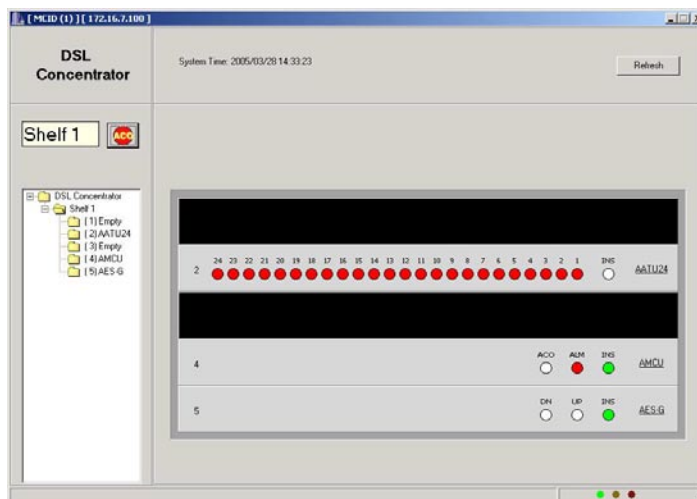 [ MCID (1) ] [ 172.16.7.100 ]
DSL
Concentrator
System Time: 2005/03/28 14:33:23
Refresh
Shelf 1
ACO
DSL Concentrator
Shelf 1
( 1) Empty
( 2) AATU24
( 3) Empty
( 4) AMCU
( 5) AES-G
24 23 22 21 20 19 18 17 16 15 14 13 12 11 10 9 8 7 6 5 4 3 2 1 INS
2 AATU24
ACO ALM INS
4 AMCU
DN UP INS
5 AES-G